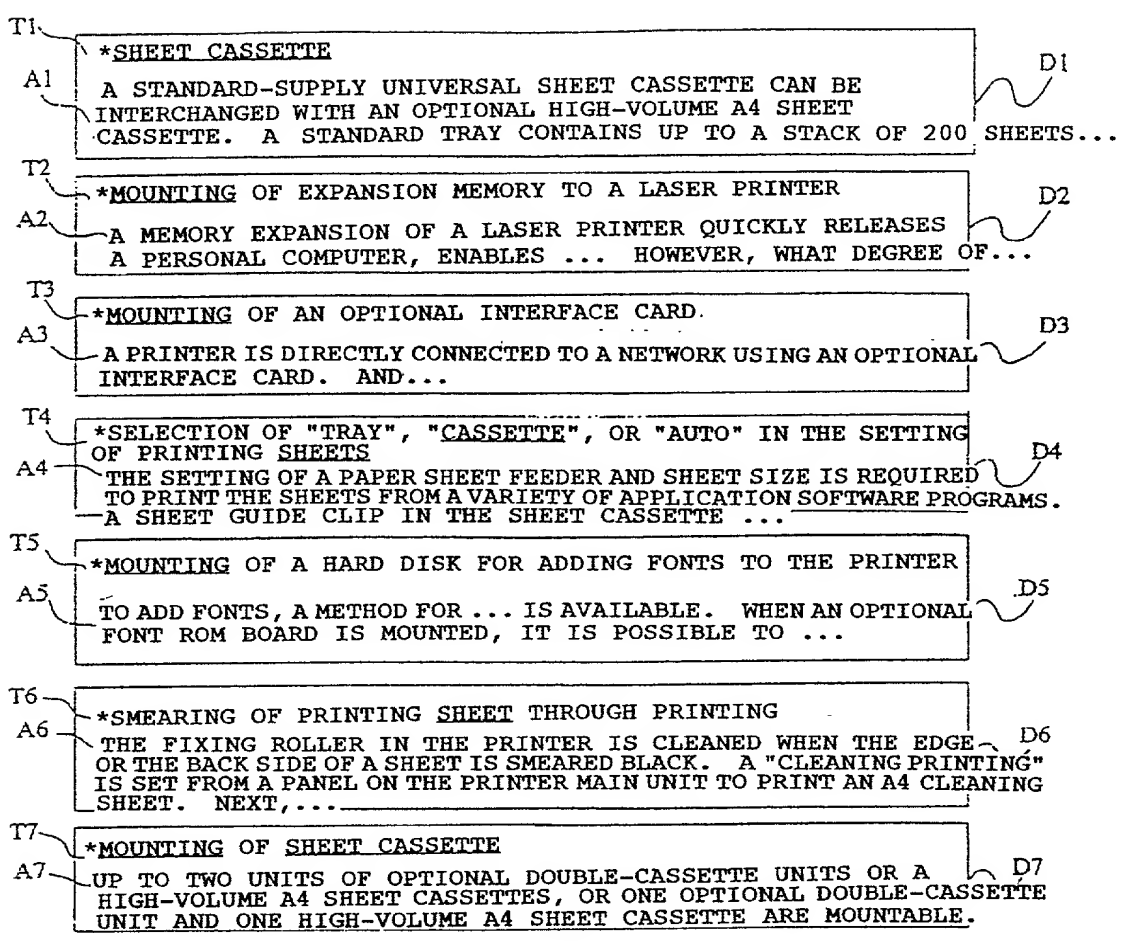 T1
*SHEET CASSETTE
D1
A1
A STANDARD-SUPPLY UNIVERSAL SHEET CASSETTE CAN BE
INTERCHANGED WITH AN OPTIONAL HIGH-VOLUME A4 SHEET
CASSETTE. A STANDARD TRAY CONTAINS UP TO A STACK OF 200 SHEETS...
T2
*MOUNTING OF EXPANSION MEMORY TO A LASER PRINTER
D2
A2
A MEMORY EXPANSION OF A LASER PRINTER QUICKLY RELEASES
A PERSONAL COMPUTER, ENABLES ... HOWEVER, WHAT DEGREE OF...
T3
*MOUNTING OF AN OPTIONAL INTERFACE CARD
D3
A3
A PRINTER IS DIRECTLY CONNECTED TO A NETWORK USING AN OPTIONAL
INTERFACE CARD. AND...
T4
*SELECTION OF "TRAY", "CASSETTE", OR "AUTO" IN THE SETTING
OF PRINTING SHEETS
D4
A4
THE SETTING OF A PAPER SHEET FEEDER AND SHEET SIZE IS REQUIRED
TO PRINT THE SHEETS FROM A VARIETY OF APPLICATION SOFTWARE PROGRAMS.
A SHEET GUIDE CLIP IN THE SHEET CASSETTE ...
T5
*MOUNTING OF A HARD DISK FOR ADDING FONTS TO THE PRINTER
D5
A5
TO ADD FONTS, A METHOD FOR ... IS AVAILABLE. WHEN AN OPTIONAL
FONT ROM BOARD IS MOUNTED, IT IS POSSIBLE TO ...
T6
*SMEARING OF PRINTING SHEET THROUGH PRINTING
A6
THE FIXING ROLLER IN THE PRINTER IS CLEANED WHEN THE EDGE
D6
OR THE BACK SIDE OF A SHEET IS SMEARED BLACK. A "CLEANING PRINTING"
IS SET FROM A PANEL ON THE PRINTER MAIN UNIT TO PRINT AN A4 CLEANING
SHEET. NEXT,...
T7
*MOUNTING OF SHEET CASSETTE
A7
UP TO TWO UNITS OF OPTIONAL DOUBLE-CASSETTE UNITS OR A
D7
HIGH-VOLUME A4 SHEET CASSETTES, OR ONE OPTIONAL DOUBLE-CASSETTE
UNIT AND ONE HIGH-VOLUME A4 SHEET CASSETTE ARE MOUNTABLE.